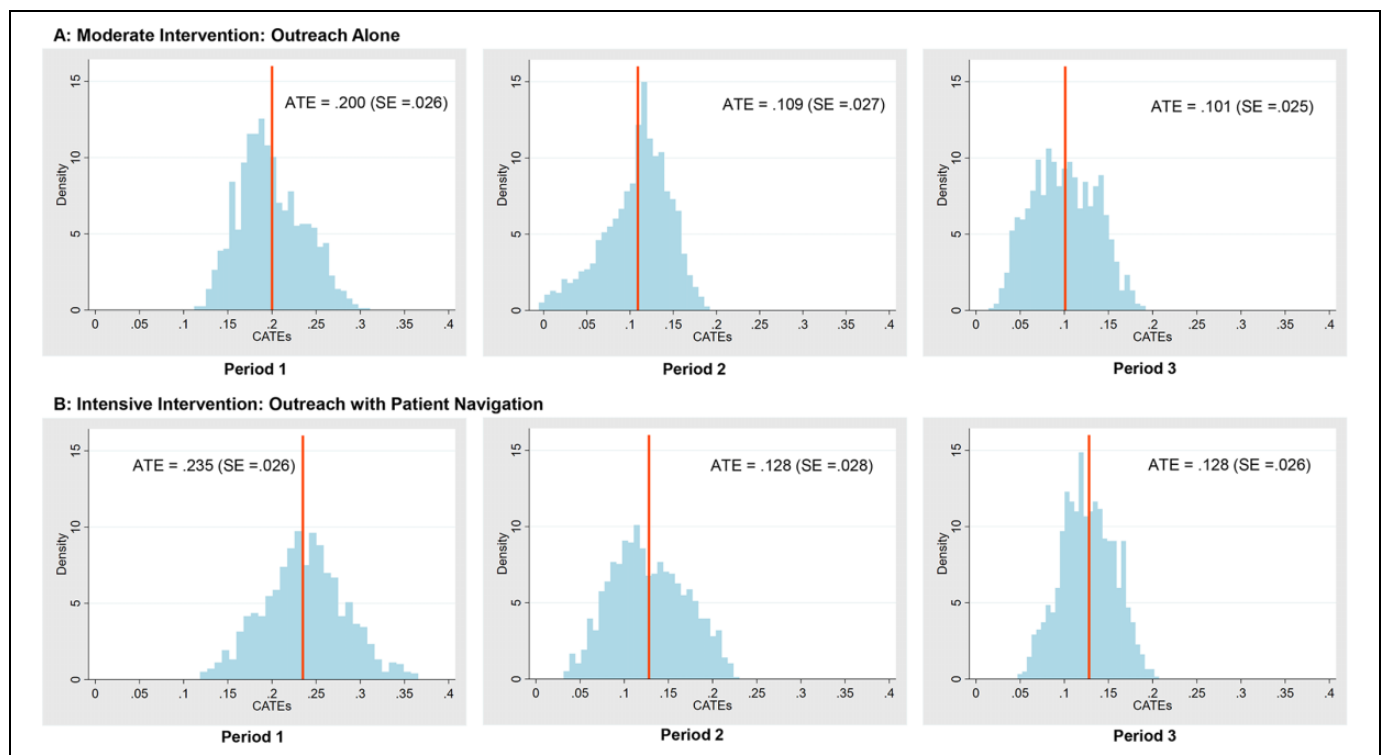 A: Moderate Intervention: Outreach Alone
15
10
5
0
Density
ATE = .200 (SE =.026)
0 .05 .1 .15 .2 .25 .3 .35 .4
CATEs
Period 1
15
10
5
0
Density
ATE = .109 (SE =.027)
0 .05 .1 .15 .2 .25 .3 .35 .4
CATEs
Period 2
15
10
5
0
Density
ATE = .101 (SE =.025)
0 .05 .1 .15 .2 .25 .3 .35 .4
CATEs
Period 3
B: Intensive Intervention: Outreach with Patient Navigation
15
10
5
0
Density
ATE = .235 (SE =.026)
0 .05 .1 .15 .2 .25 .3 .35 .4
CATEs
Period 1
15
10
5
0
Density
ATE = .128 (SE =.028)
0 .05 .1 .15 .2 .25 .3 .35 .4
CATEs
Period 2
15
10
5
0
Density
ATE = .128 (SE =.026)
0 .05 .1 .15 .2 .25 .3 .35 .4
CATEs
Period 3